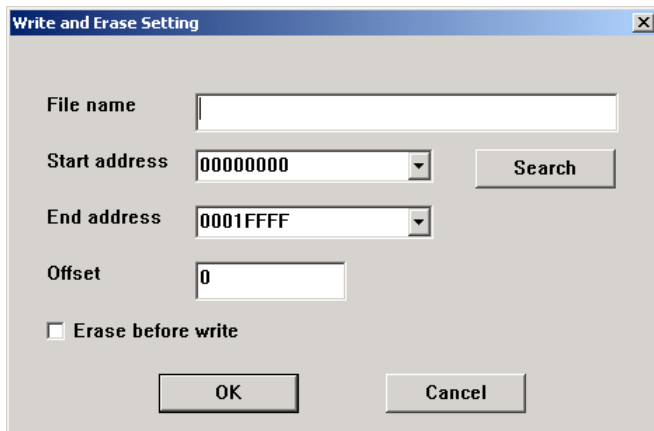 Write and Erase Setting
File name
Start address 00000000 Search
End address 0001FFFF
Offset 0
Erase before write
OK Cancel